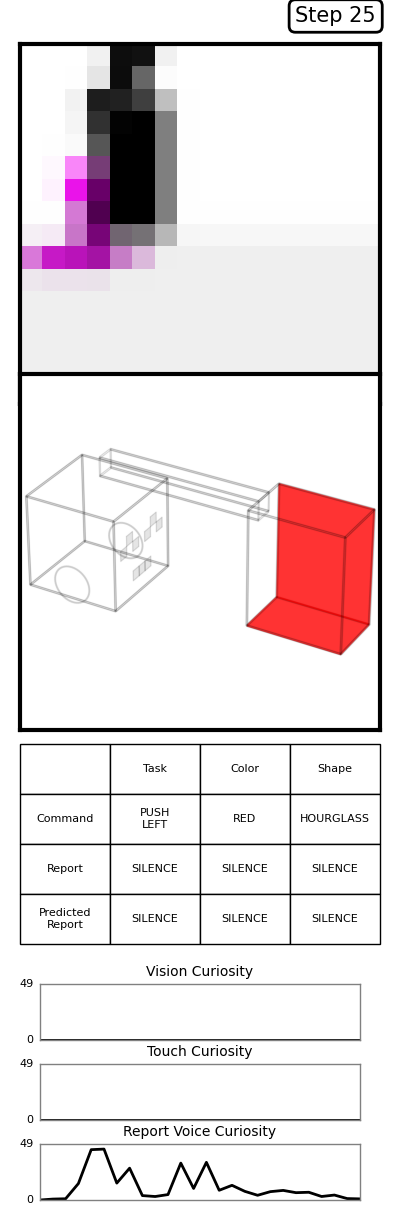 Step 25
Task Color Shape
Command PUSH LEFT RED HOURGLASS
Report SILENCE SILENCE SILENCE
Predicted Report SILENCE SILENCE SILENCE
Vision Curiosity
49
0
Touch Curiosity
49
0
Report Voice Curiosity
49
0